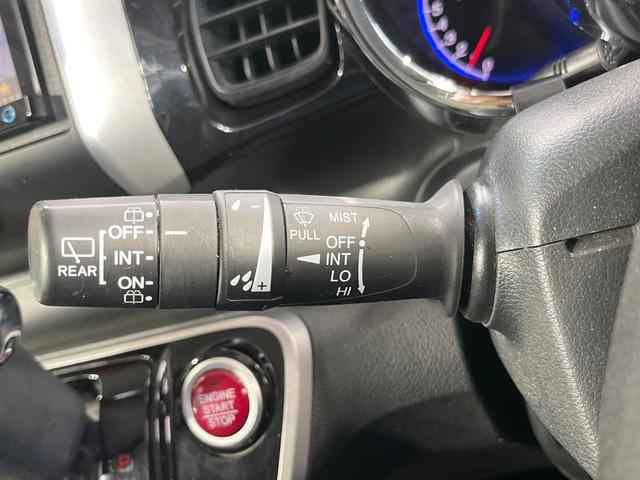 REAR
OFF
INT
ON
- 
+
PULL
MIST
OFF
INT
LO
HI
ENGINE
START
STOP
P